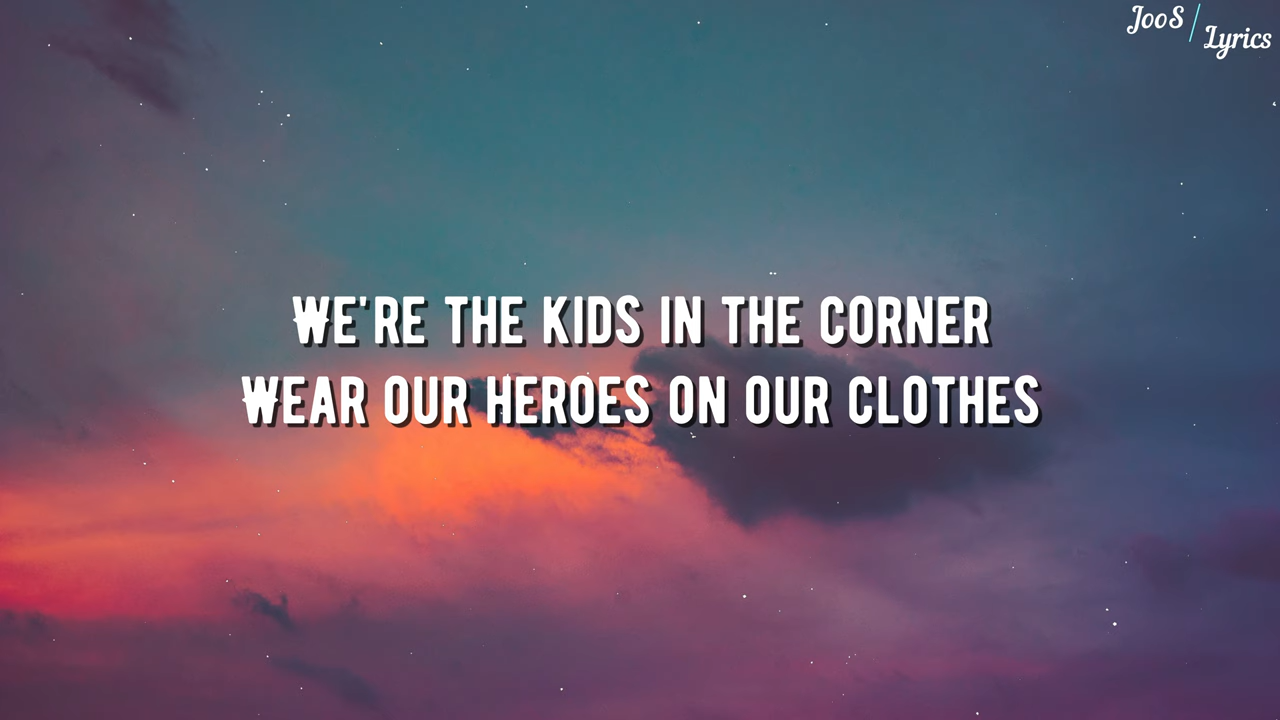 JooS/
Lyrics
WE'RE THE KIDS IN THE CORNER
WEAR OUR HEROES ON OUR CLOTHES